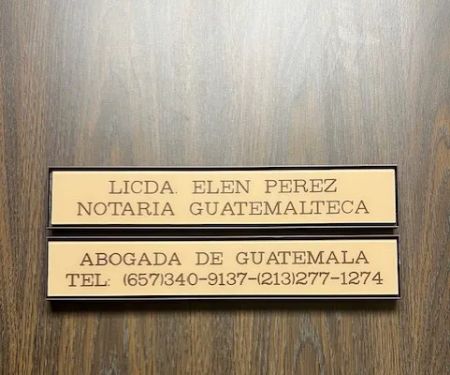 LICDA. ELEN PEREZ
NOTARIA GUATEMALTECA
ABOGADA DE GUATEMALA
TEL: (657)340-9137-(213)277-1274